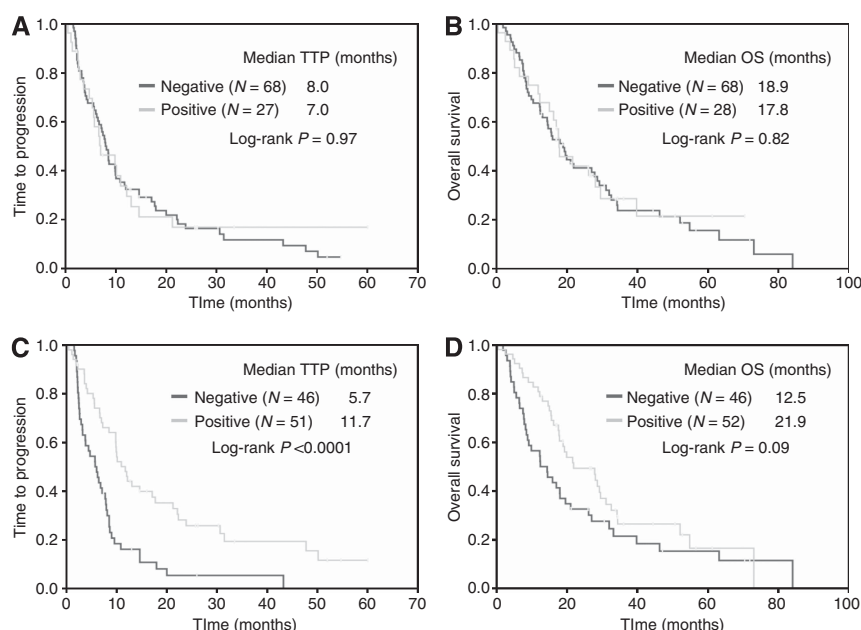 A
Time to progression
1.0
0.8
0.6
0.4
0.2
0.0
Median TTP (months)
Negative (N = 68) 8.0
Positive (N = 27) 7.0
Log-rank P = 0.97
0 10 20 30 40 50 60 70
TIme (months)
B
Overall survival
1.0
0.8
0.6
0.4
0.2
0.0
Median OS (months)
Negative (N = 68) 18.9
Positive (N = 28) 17.8
Log-rank P = 0.82
0 20 40 60 80 100
TIme (months)
C
Time to progression
1.0
0.8
0.6
0.4
0.2
0.0
Median TTP (months)
Negative (N = 46) 5.7
Positive (N = 51) 11.7
Log-rank P <0.0001
0 10 20 30 40 50 60 70
TIme (months)
D
Overall survival
1.0
0.8
0.6
0.4
0.2
0.0
Median OS (months)
Negative (N = 46) 12.5
Positive (N = 52) 21.9
Log-rank P = 0.09
0 20 40 60 80 100
TIme (months)